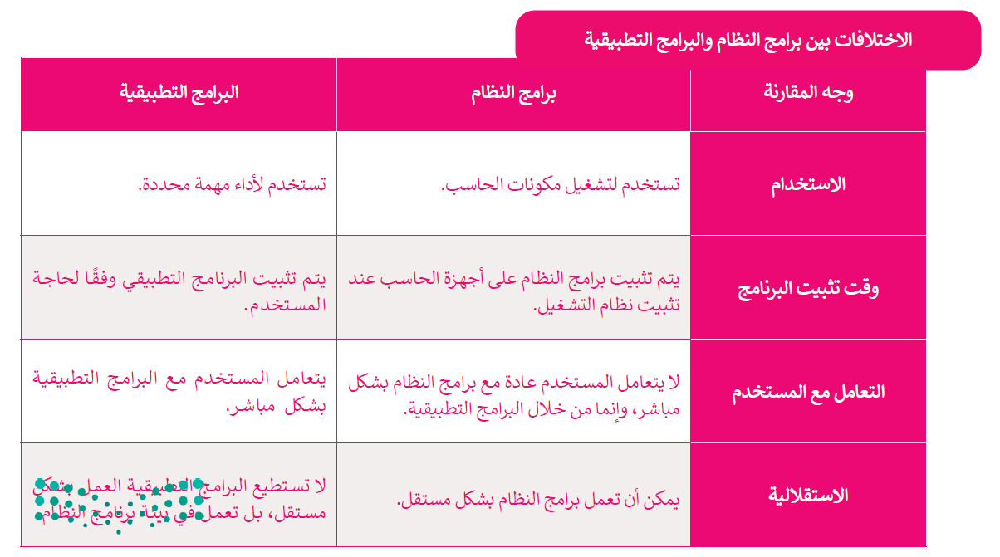 الاختلافات بين برامج النظام والبرامج التطبيقية
وجه المقارنة
برامج النظام
البرامج التطبيقية
الاستخدام
تستخدم لتشغيل مكونات الحاسب.
تستخدم لأداء مهمة محددة.
وقت تثبيت البرنامج
يتم تثبيت برامج النظام على أجهزة الحاسب عند
تثبيت نظام التشغيل.
يتم تثبيت البرنامج التطبيقي وفقًا لحاجة
المستخدم.
التعامل مع المستخدم
لا يتعامل المستخدم عادة مع برامج النظام بشكل
مباشر، وإنما من خلال البرامج التطبيقية.
يتعامل المستخدم مع البرامج التطبيقية
بشكل مباشر.
الاستقلالية
يمكن أن تعمل برامج النظام بشكل مستقل.
لا تستطيع البرامج التطبيقية العمل بشكل
مستقل، بل تعمل في بيئة برنامج النظام.